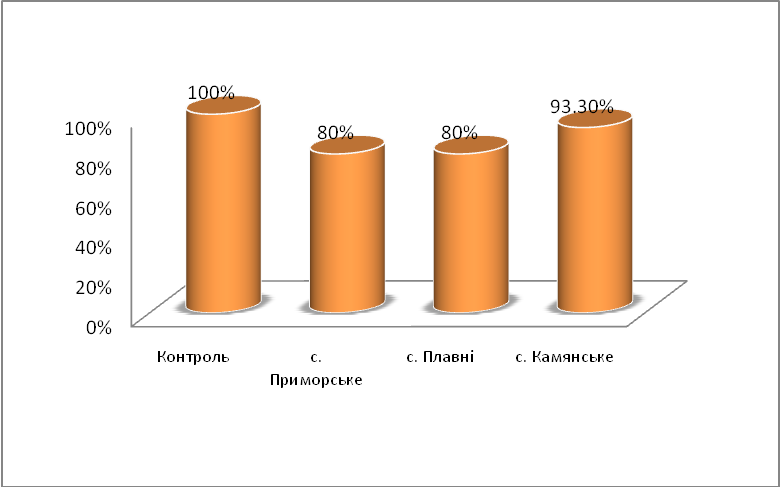 100%
80%
80%
93.30%
100%
80%
60%
40%
20%
0%
Контроль
с.
Приморське
с. Плавні
с. Камянське